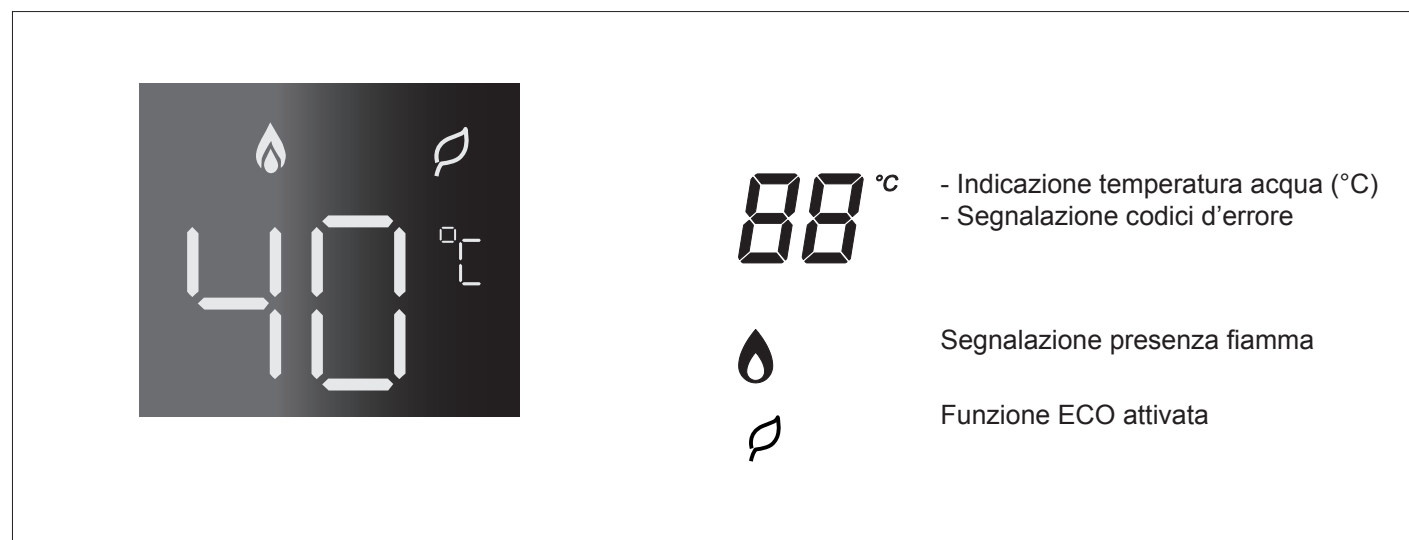 40 °C
88 °C
- Indicazione temperatura acqua (°C)
- Segnalazione codici d’errore
Segnalazione presenza fiamma
Funzione ECO attivata